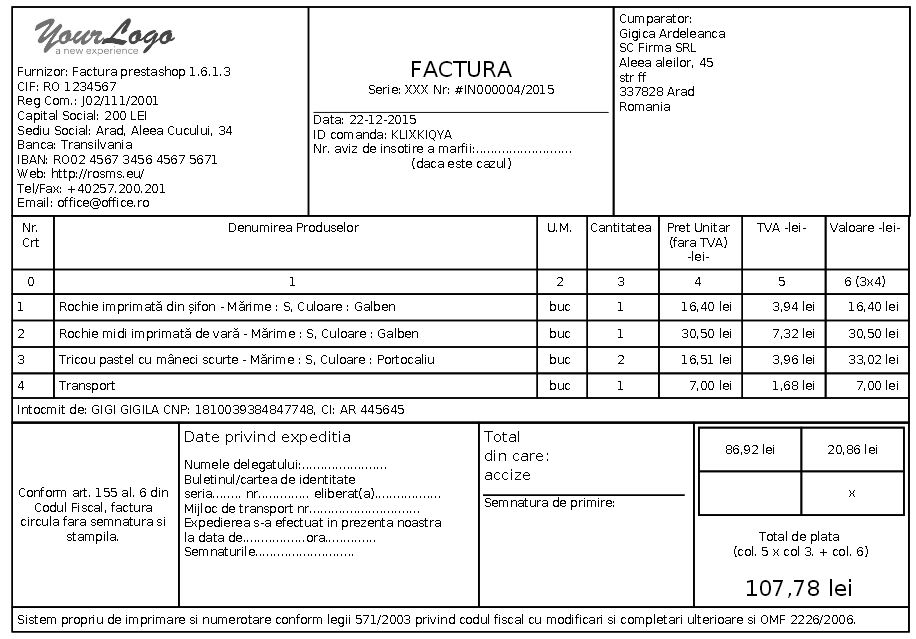 YourLogo
a new experience
Furnizor: Factura prestashop 1.6.1.3
CIF: RO 1234567
Reg Com.: J02/111/2001
Capital Social: 200 LEI
Sediu Social: Arad, Aleea Cucului, 34
Banca: Transilvania
IBAN: RO02 4567 3456 4567 5671
Web: http://rosms.eu/
Tel/Fax: +40257.200.201
Email: office@office.ro
FACTURA
Serie: XXX Nr: #IN000004/2015
Data: 22-12-2015
ID comanda: KLIXKIQYA
Nr. aviz de insotire a marfii:..........................
(daca este cazul)
Cumparator:
Gigica Ardeleanca
SC Firma SRL
Aleea aleilor, 45
str ff
337828 Arad
Romania
Nr. Crt Denumirea Produselor U.M. Cantitatea Pret Unitar (fara TVA) -lei- TVA -lei- Valoare -lei-
0 1 2 3 4 5 6 (3x4)
1 Rochie imprimată din șifon - Mărime : S, Culoare : Galben buc 1 16,40 lei 3,94 lei 16,40 lei
2 Rochie midi imprimată de vară - Mărime : S, Culoare : Galben buc 1 30,50 lei 7,32 lei 30,50 lei
3 Tricou pastel cu mâneci scurte - Mărime : S, Culoare : Portocaliu buc 2 16,51 lei 3,96 lei 33,02 lei
4 Transport buc 1 7,00 lei 1,68 lei 7,00 lei
Intocmit de: GIGI GIGILA CNP: 1810039384847748, CI: AR 445645
Conform art. 155 al. 6 din
Codul Fiscal, factura
circula fara semnatura si
stampila.
Date privind expeditia
Numele delegatului:.......................
Buletinul/cartea de identitate
seria........ nr.............. eliberat(a)..................
Mijloc de transport nr..............................
Expedierea s-a efectuat in prezenta noastra
la data de.................ora..............
Semnaturile...........................
Total
din care:
accize
Semnatura de primire:
86,92 lei 20,86 lei
x
Total de plata
(col. 5 x col 3. + col. 6)
107,78 lei
Sistem propriu de imprimare si numerotare conform legii 571/2003 privind codul fiscal cu modificari si completari ulterioare si OMF 2226/2006.